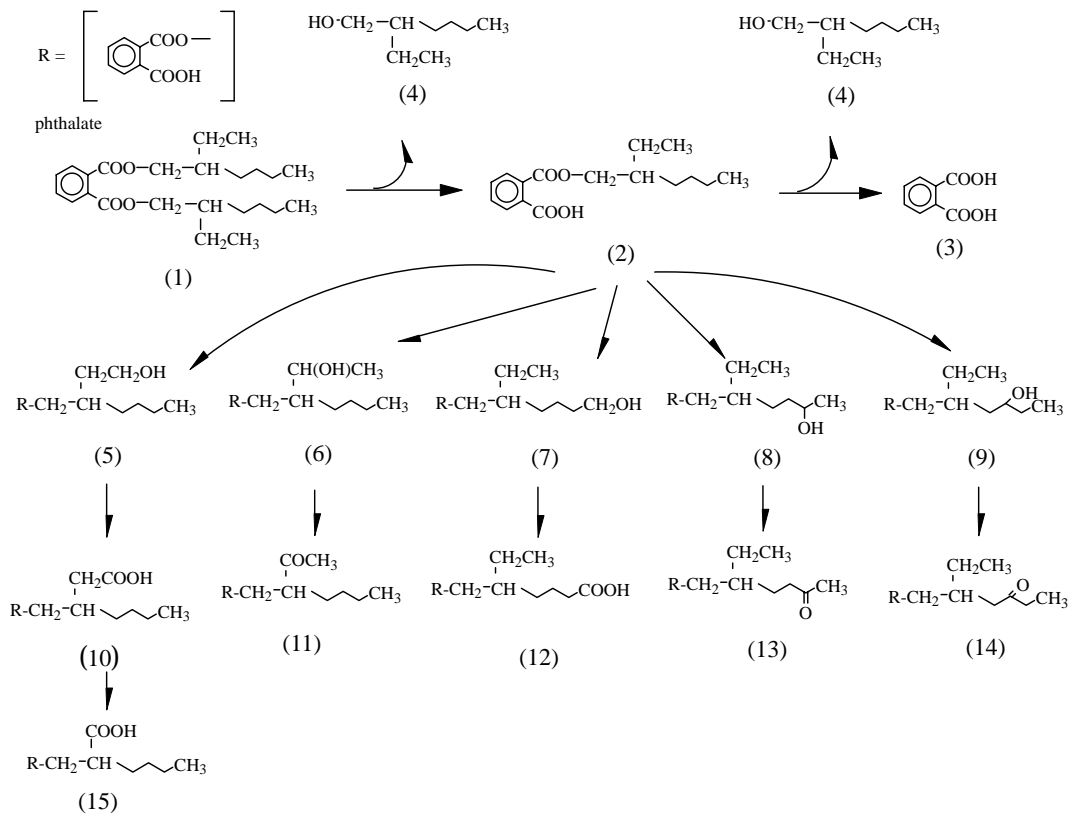 HO-CH2-CH CH3
CH2CH3
(4)
HO-CH2-CH CH3
CH2CH3
(4)
R = COO
COOH
phthalate
CH2CH3
COO-CH2-CH CH3
COO-CH2-CH CH3
CH2CH3
(1)
CH2CH3
COO-CH2-CH CH3
COOH
(2)
COOH
COOH
(3)
CH2CH2OH
R-CH2-CH CH3
(5)
CH(OH)CH3
R-CH2-CH CH3
(6)
CH2CH3
R-CH2-CH CH2OH
(7)
CH2CH3
R-CH2-CH CH3
OH
(8)
CH2CH3
OH
R-CH2-CH CH3
(9)
CH2COOH
R-CH2-CH CH3
(10)
COCH3
R-CH2-CH CH3
(11)
CH2CH3
R-CH2-CH COOH
(12)
CH2CH3
R-CH2-CH CH3
O
(13)
CH2CH3
O
R-CH2-CH CH3
(14)
COOH
R-CH2-CH CH3
(15)